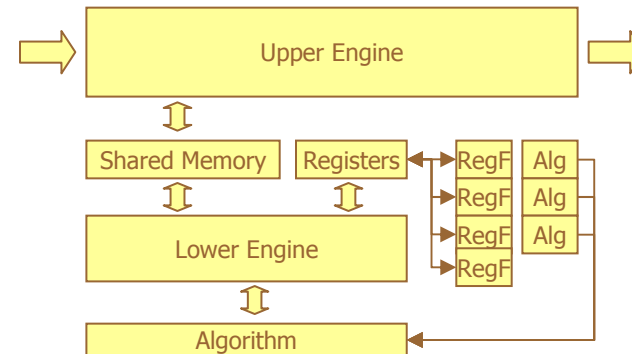 Upper Engine
Shared Memory
Registers
RegF
Alg
RegF
Alg
RegF
Alg
RegF
Lower Engine
Algorithm